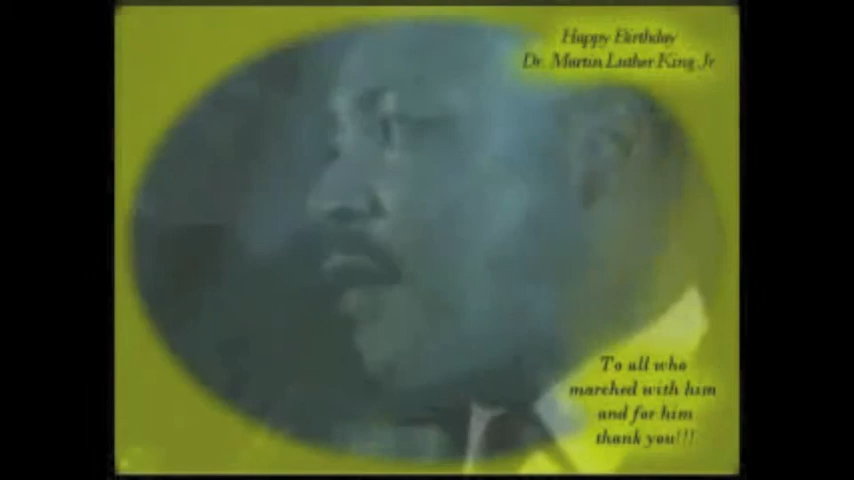 Happy Birthday
Dr. Martin Luther King Jr
To all who
marched with him
and for him
thank you!!!